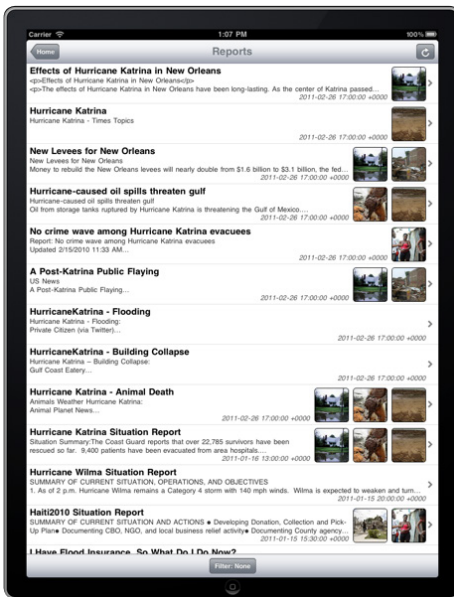 Carrier 1:07 PM 100%
Home Reports
Effects of Hurricane Katrina in New Orleans
<p>Effects of Hurricane Katrina in New Orleans</p>
<p>The effects of Hurricane Katrina in New Orleans have been long-lasting. As the center of Katrina passed...
2011-02-26 17:00:00 +0000
Hurricane Katrina
Hurricane Katrina - Times Topics
2011-02-26 17:00:00 +0000
New Levees for New Orleans
New Levees for New Orleans
Money to rebuild the New Orleans levees will nearly double from $1.6 billion to $3.1 billion, the fed...
2011-02-26 17:00:00 +0000
Hurricane-caused oil spills threaten gulf
Hurricane-caused oil spills threaten gulf
Oil from storage tanks ruptured by Hurricane Katrina is threatening the Gulf of Mexico....
2011-02-26 17:00:00 +0000
No crime wave among Hurricane Katrina evacuees
Report: No crime wave among Hurricane Katrina evacuees
Updated 2/15/2010 11:33 AM...
2011-02-26 17:00:00 +0000
A Post-Katrina Public Flaying
US News
A Post-Katrina Public Flaying...
2011-02-26 17:00:00 +0000
HurricaneKatrina - Flooding
Hurricane Katrina - Flooding:
Private Citizen (via Twitter)...
2011-02-26 17:00:00 +0000
HurricaneKatrina - Building Collapse
Hurricane Katrina – Building Collapse:
Gulf Coast Eatery...
2011-02-26 17:00:00 +0000
Hurricane Katrina - Animal Death
Animals Weather Hurricane Katrina:
Animal Planet News...
2011-02-26 17:00:00 +0000
Hurricane Katrina Situation Report
Situation Summary:The Coast Guard reports that over 22,785 survivors have been
rescued so far. 9,400 patients have been evacuated from area hospitals....
2011-01-16 13:00:00 +0000
Hurricane Wilma Situation Report
SUMMARY OF CURRENT SITUATION, OPERATIONS, AND OBJECTIVES
1. As of 2 p.m. Hurricane Wilma remains a Category 4 storm with 140 mph winds. Wilma is expected to weaken and turn...
2011-01-15 20:00:00 +0000
Haiti2010 Situation Report
SUMMARY OF CURRENT SITUATION AND ACTIONS ● Developing Donation, Collection and Pick-
Up Plan● Documenting CBO, NGO, and local business relief activity● Documenting County agency...
2011-01-15 15:30:00 +0000
I Have Flood Insurance. So What Do I Do Now?
Filter: None